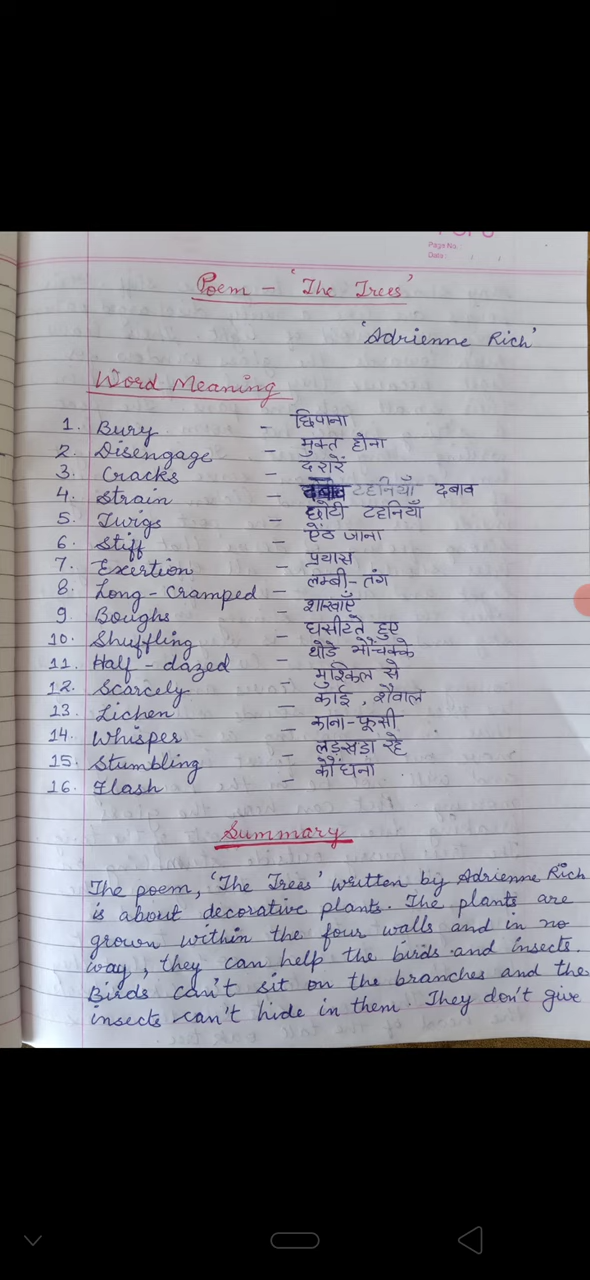 Page No.
Date:
Poem - 'The Trees'
'Adrienne Rich'
Word Meaning
1. Bury - छिपाना
2. Disengage - मुक्त होना
3. Cracks - दरारें
4. Strain - टहनियाँ दबाव
5. Twigs - छोटी टहनियाँ
6. Stiff - ऐंठ जाना
7. Exertion - प्रयास
8. Long-cramped - लम्बी-तंग
9. Boughs - शाखाएँ
10. Shuffling - घसीटते हुए
11. Half-dazed - थोडे भौंचक्के
12. Scarcely - मुश्किल से
13. Lichen - काई, शैवाल
14. Whisper - काना-फूसी
15. Stumbling - लड़खड़ा रहे
16. Flash - कौंधना
Summary
The poem, 'The Trees' written by Adrienne Rich
is about decorative plants. The plants are
grown within the four walls and in no
way, they can help the birds and insects.
Birds can't sit on the branches and the
insects can't hide in them. They don't give